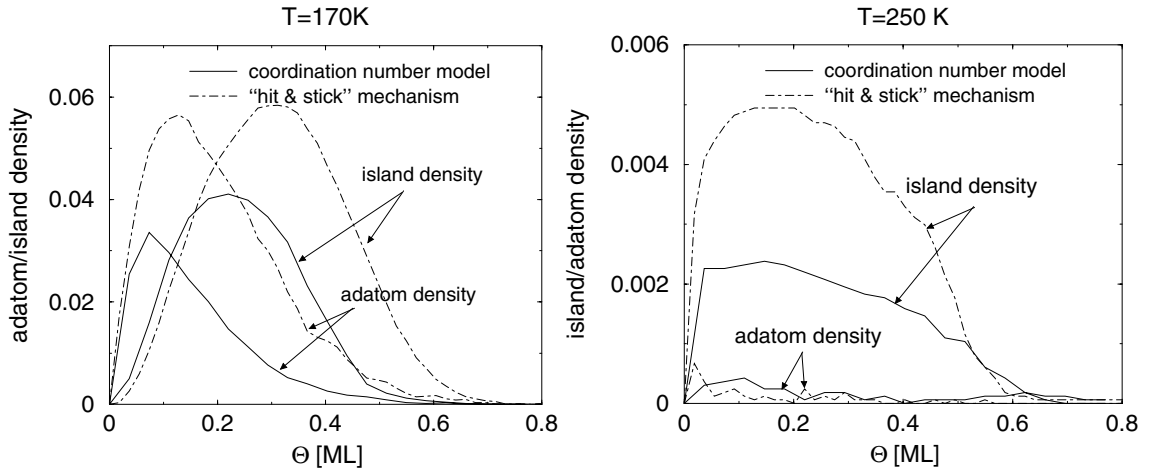 T=170K
coordination number model
"hit & stick" mechanism
island density
adatom density
adatom/island density
0.06
0.04
0.02
0
0 0.2 0.4 0.6 0.8
Θ [ML]
T=250 K
coordination number model
"hit & stick" mechanism
island density
adatom density
island/adatom density
0.006
0.004
0.002
0.000
0 0.2 0.4 0.6 0.8
Θ [ML]